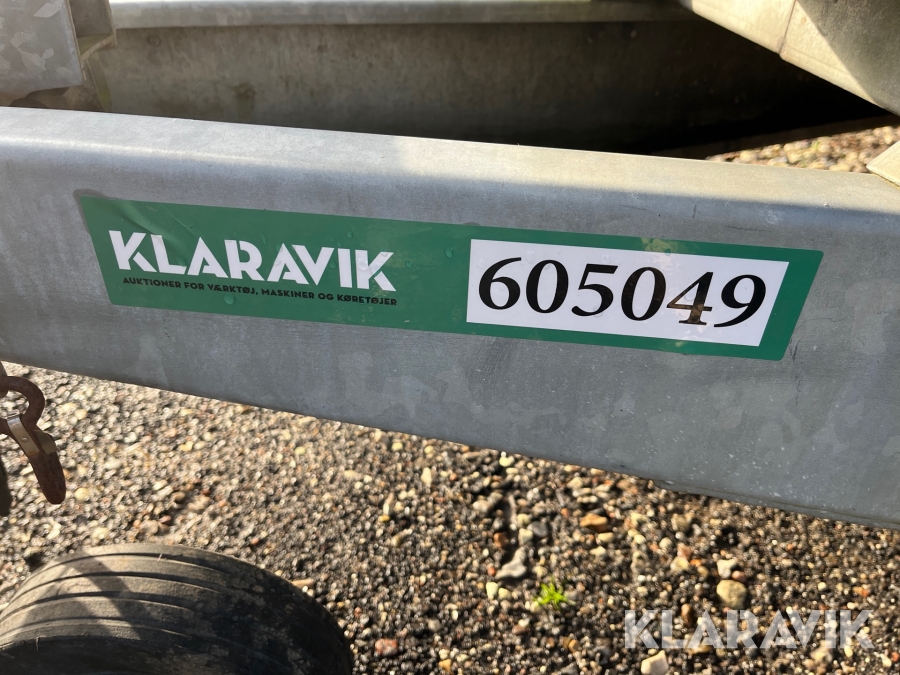 KLARAVIK
AUKTIONER FOR VÆRKTØJ, MASKINER OG KØRETØJER
605049
KLARAVIK